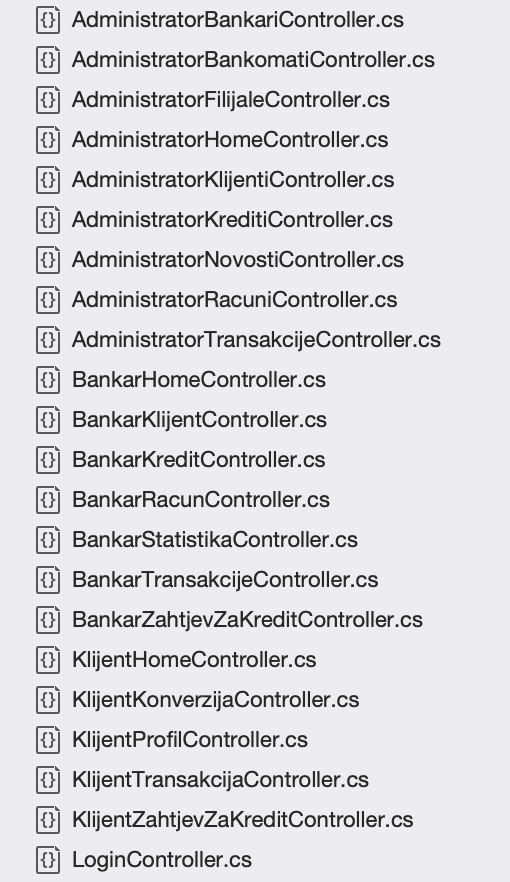 AdministratorBankariController.cs
AdministratorBankomatiController.cs
AdministratorFilijaleController.cs
AdministratorHomeController.cs
AdministratorKlijentiController.cs
AdministratorKreditiController.cs
AdministratorNovostiController.cs
AdministratorRacuniController.cs
AdministratorTransakcijeController.cs
BankarHomeController.cs
BankarKlijentController.cs
BankarKreditController.cs
BankarRacunController.cs
BankarStatistikaController.cs
BankarTransakcijeController.cs
BankarZahtjevZaKreditController.cs
KlijentHomeController.cs
KlijentKonverzijaController.cs
KlijentProfilController.cs
KlijentTransakcijaController.cs
KlijentZahtjevZaKreditController.cs
LoginController.cs